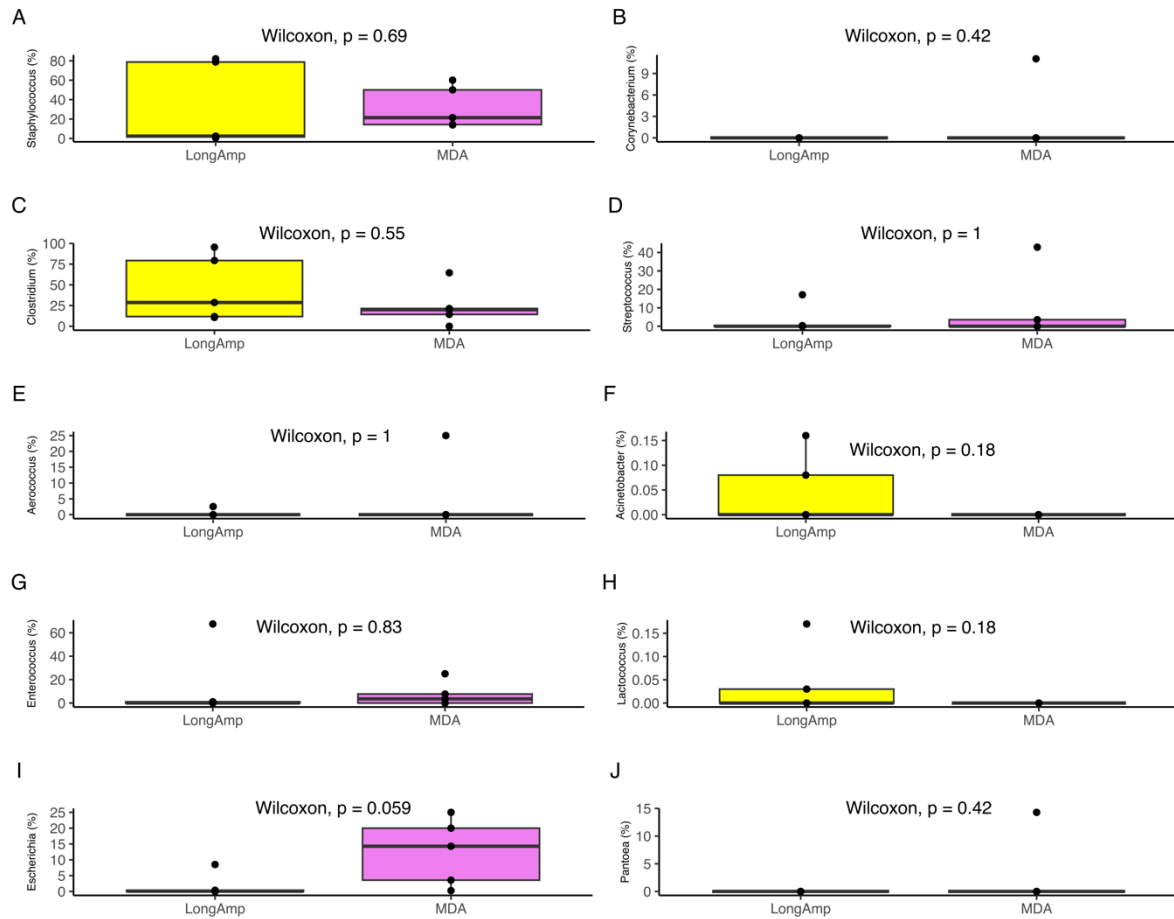 A
Wilcoxon, p = 0.69
Staphylococcus (%)
80
60
40
20
0
LongAmp
MDA
B
Wilcoxon, p = 0.42
Corynebacterium (%)
9
6
3
0
LongAmp
MDA
C
Wilcoxon, p = 0.55
Clostridium (%)
100
75
50
25
0
LongAmp
MDA
D
Wilcoxon, p = 1
Streptococcus (%)
40
30
20
10
0
LongAmp
MDA
E
Wilcoxon, p = 1
Aerococcus (%)
25
20
15
10
5
0
LongAmp
MDA
F
Wilcoxon, p = 0.18
Acinetobacter (%)
0.15
0.10
0.05
0.00
LongAmp
MDA
G
Wilcoxon, p = 0.83
Enterococcus (%)
60
40
20
0
LongAmp
MDA
H
Wilcoxon, p = 0.18
Lactococcus (%)
0.15
0.10
0.05
0.00
LongAmp
MDA
I
Wilcoxon, p = 0.059
Escherichia (%)
25
20
15
10
5
0
LongAmp
MDA
J
Wilcoxon, p = 0.42
Pantoea (%)
15
10
5
0
LongAmp
MDA